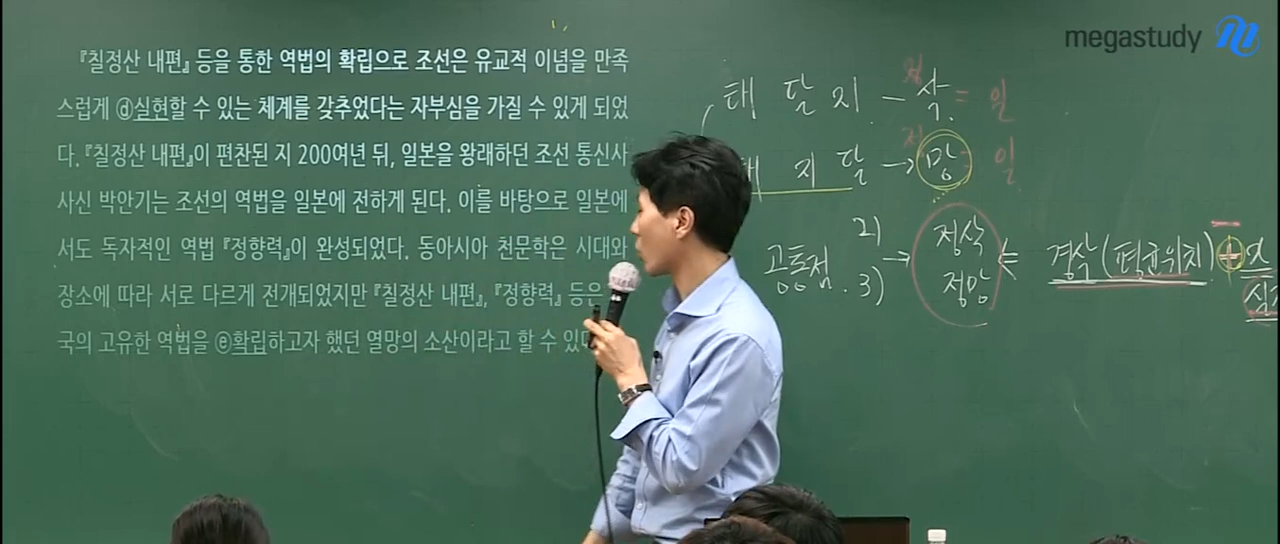 megastudy
『칠정산 내편』 등을 통한 역법의 확립으로 조선은 유교적 이념을 만족
스럽게 ⓓ실현할 수 있는 체계를 갖추었다는 자부심을 가질 수 있게 되었
다. 『칠정산 내편』이 편찬된 지 200여년 뒤, 일본을 왕래하던 조선 통신사
사신 박안기는 조선의 역법을 일본에 전하게 된다. 이를 바탕으로 일본에
서도 독자적인 역법 『정향력』이 완성되었다. 동아시아 천문학은 시대와
장소에 따라 서로 다르게 전개되었지만 『칠정산 내편』, 『정향력』 등은
국의 고유한 역법을 ⓔ확립하고자 했던 열망의 소산이라고 할 수 있다
태 달 지 - 삭 = 일
지 달 → 망 일
공통점 2) 3) → 정삭 정망 ⇐ 경삭(평균위치) +